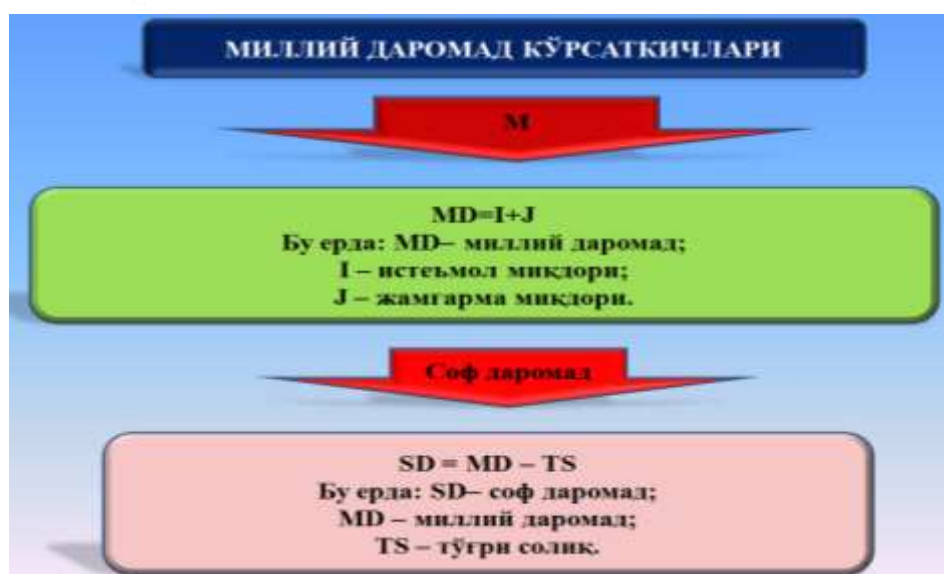 МИЛЛИЙ ДАРОМАД КЎРСАТКИЧЛАРИ
М
MD=I+J
Бу ерда: MD– миллий даромад;
I – истеъмол миқдори;
J – жамғарма миқдори.
Соф даромад
SD = MD – TS
Бу ерда: SD– соф даромад;
MD – миллий даромад;
TS – тўғри солиқ.